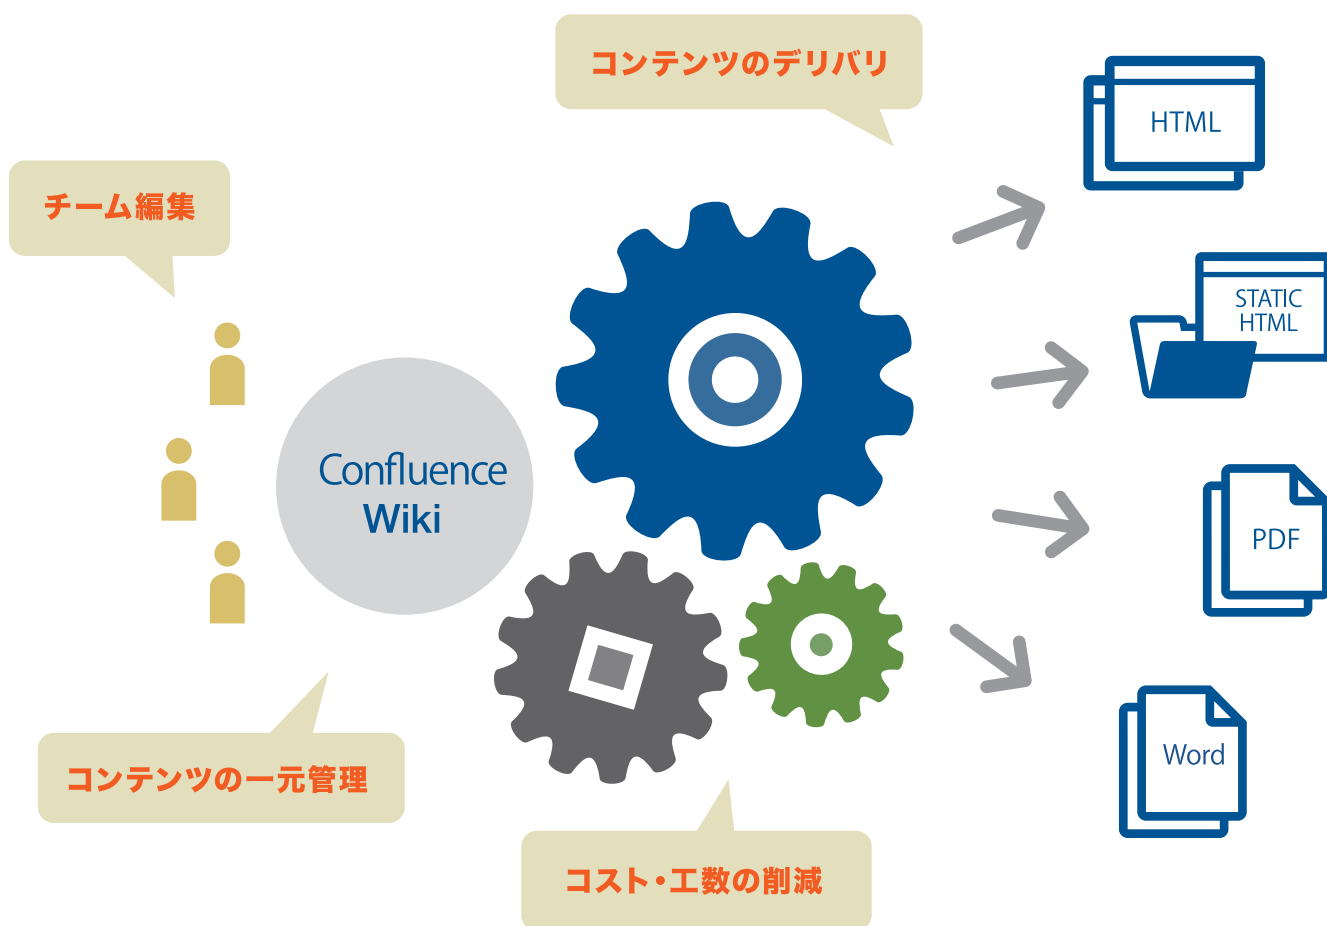 コンテンツのデリバリ
HTML
チーム編集
STATIC
HTML
Confluence
Wiki
PDF
Word
コンテンツの一元管理
コスト・工数の削減